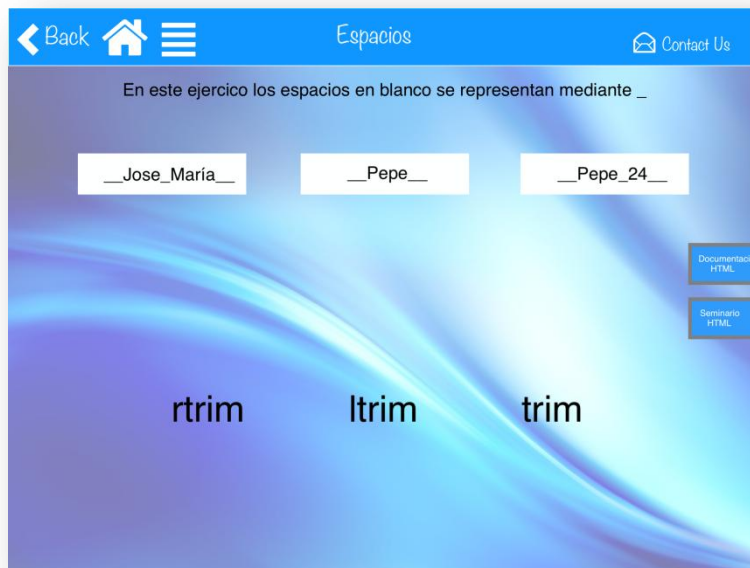 Back
Espacios
Contact Us
En este ejercico los espacios en blanco se representan mediante _
__Jose_María__
__Pepe__
__Pepe_24__
Documentaci
HTML
Seminario
HTML
rtrim
ltrim
trim